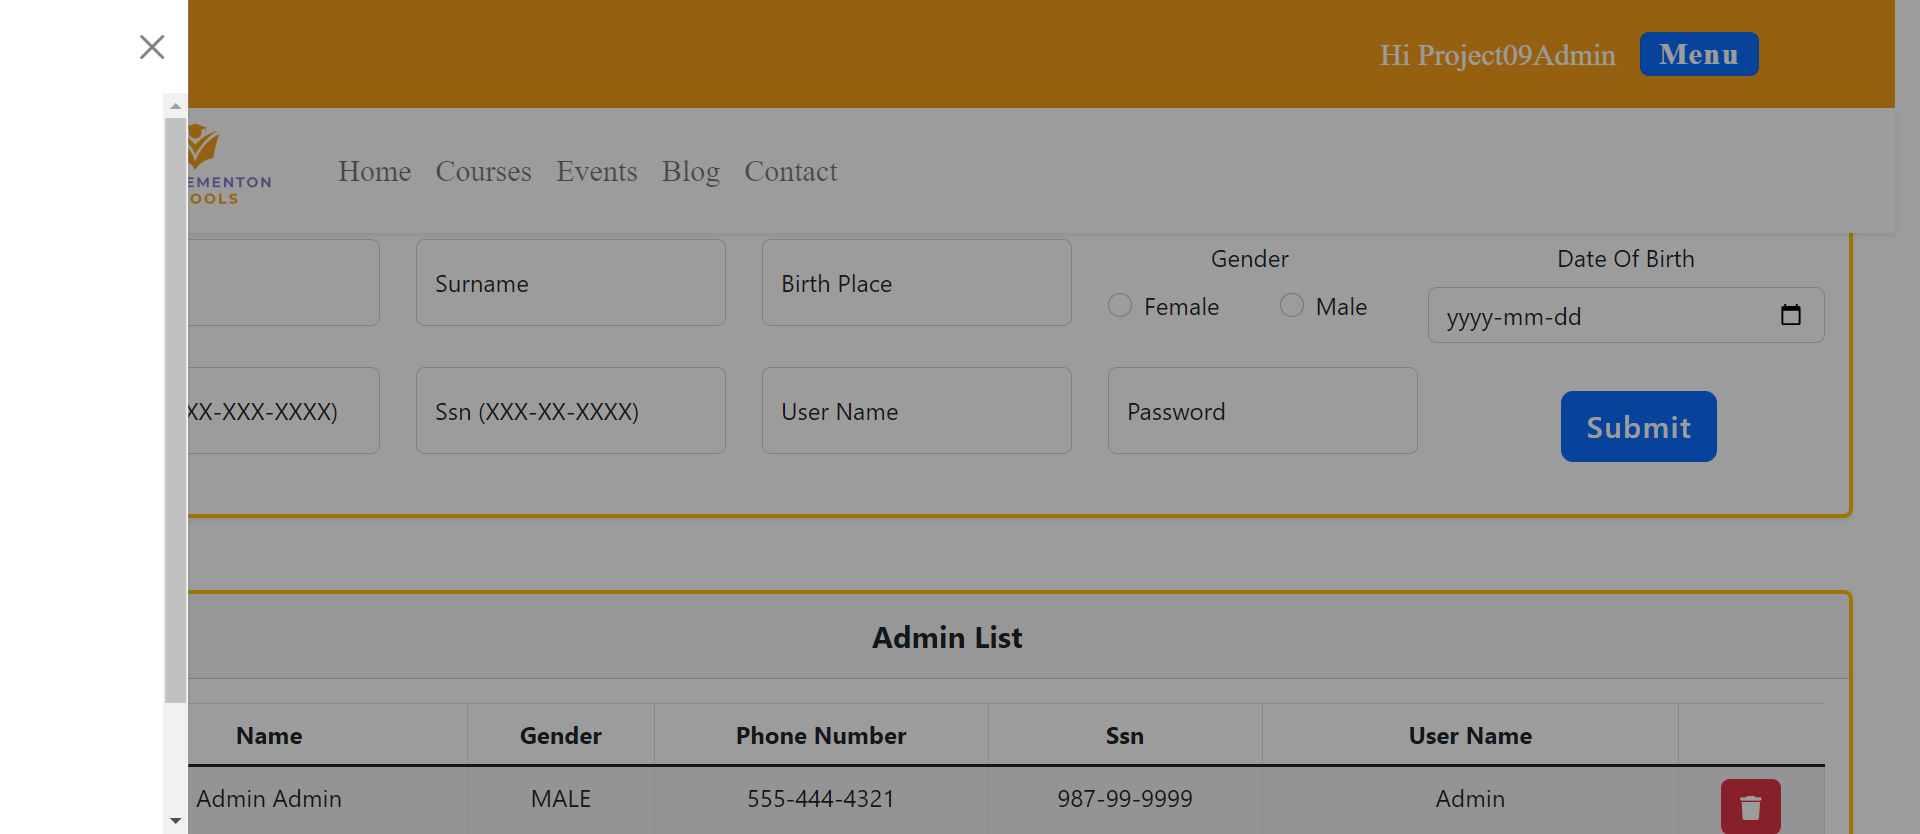 Hi Project09Admin Menu
EMENTON
OOLS
Home Courses Events Blog Contact
Gender Date Of Birth
Surname Birth Place Female Male yyyy-mm-dd
XX-XXX-XXXX) Ssn (XXX-XX-XXXX) User Name Password Submit
Admin List
Name Gender Phone Number Ssn User Name
Admin Admin MALE 555-444-4321 987-99-9999 Admin